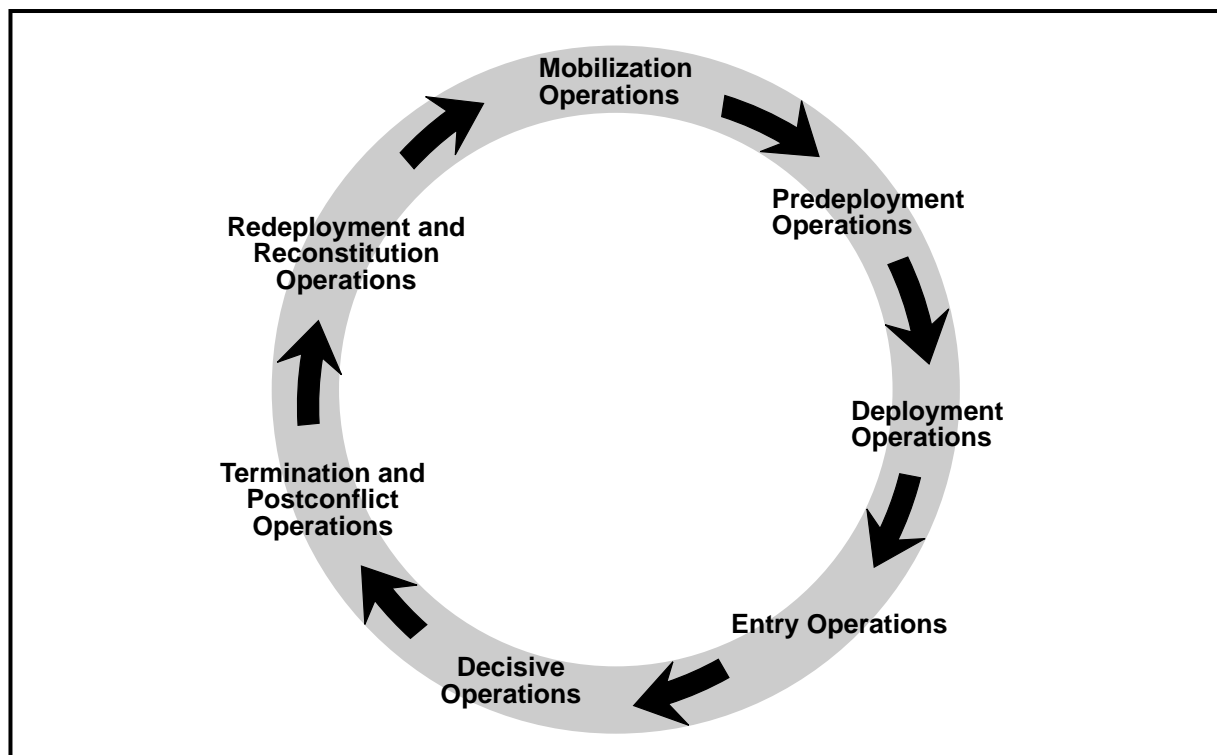 Mobilization
Operations
Predeployment
Operations
Deployment
Operations
Entry Operations
Decisive
Operations
Termination and
Postconflict
Operations
Redeployment and
Reconstitution
Operations